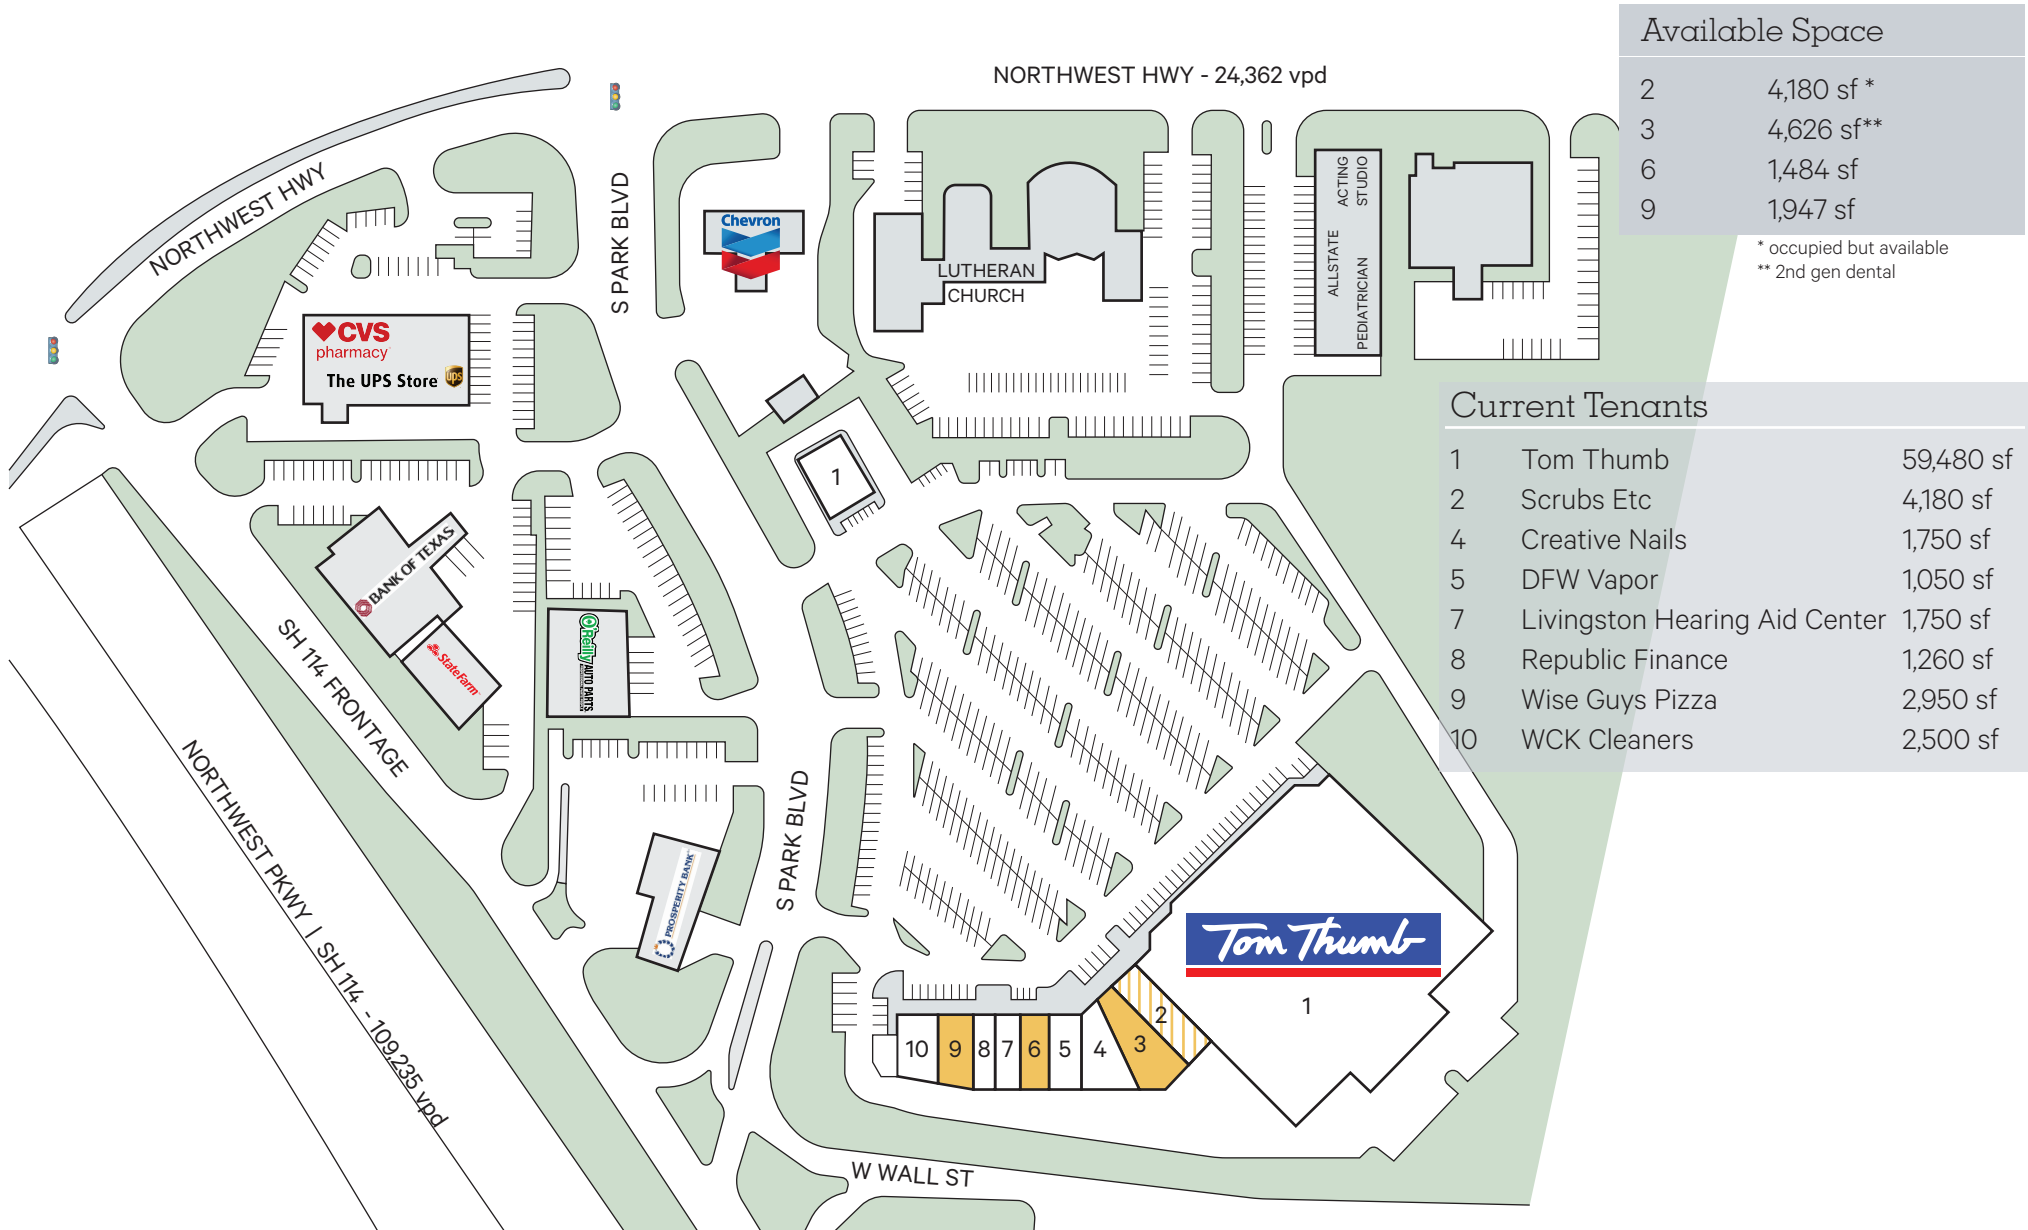 Available Space
2 4,180 sf *
3 4,626 sf**
6 1,484 sf
9 1,947 sf
* occupied but available
** 2nd gen dental
NORTHWEST HWY - 24,362 vpd
NORTHWEST HWY
S PARK BLVD
Chevron
LUTHERAN
CHURCH
ACTING
STUDIO
ALLSTATE
PEDIATRICIAN
CVS
pharmacy
The UPS Store
ups
Current Tenants
1 Tom Thumb 59,480 sf
2 Scrubs Etc 4,180 sf
4 Creative Nails 1,750 sf
5 DFW Vapor 1,050 sf
7 Livingston Hearing Aid Center 1,750 sf
8 Republic Finance 1,260 sf
9 Wise Guys Pizza 2,950 sf
10 WCK Cleaners 2,500 sf
1
BANK OF TEXAS
StateFarm
O'Reilly
AUTO PARTS
SH 114 FRONTAGE
NORTHWEST PKWY | SH 114 - 109,235 vpd
S PARK BLVD
PROSPERITY BANK
Tom Thumb
1
2
3
4
5
6
7
8
9
10
W WALL ST